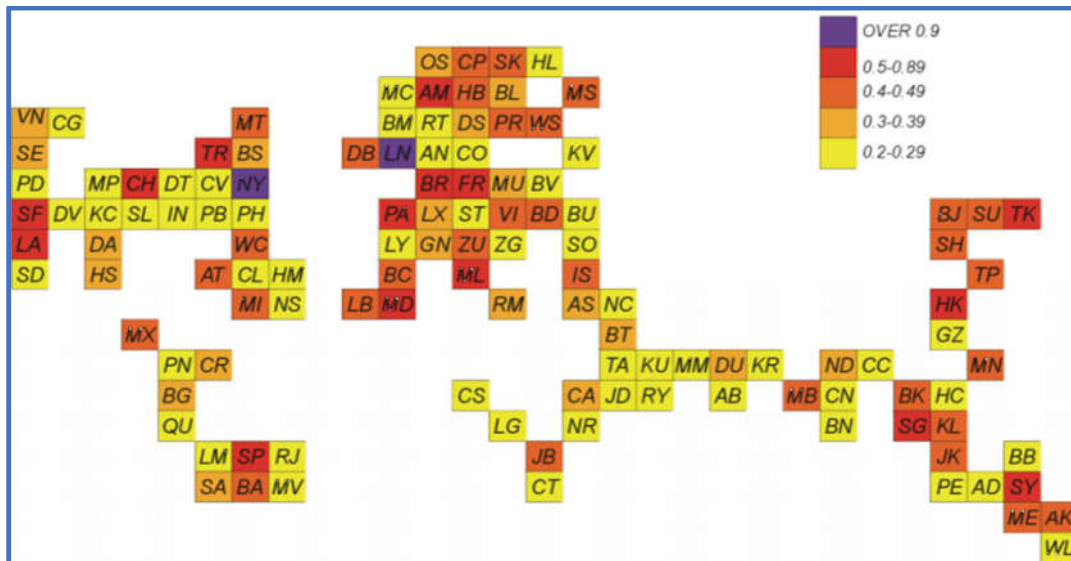 OVER 0.9
OS CP SK HL 0.5-0.89
MC AM HB BL MS 0.4-0.49
VN CG MT BM RT DS PR WS 0.3-0.39
SE TR BS DB LN AN CO KV 0.2-0.29
PD MP CH DT CV NY BR FR MU BV
SF DV KC SL IN PB PH PA LX ST VI BD BU BJ SU TK
LA DA WC LY GN ZU ZG SO SH
SD HS AT CL HM BC ML IS TP
MI NS LB MD RM AS NC HK
MX BT GZ
PN CR TA KU MM DU KR ND CC MN
BG CS CA JD RY AB MB CN BK HC
QU LG NR BN SG KL
LM SP RJ JB JK BB
SA BA MV CT PE AD SY
ME AK
WL